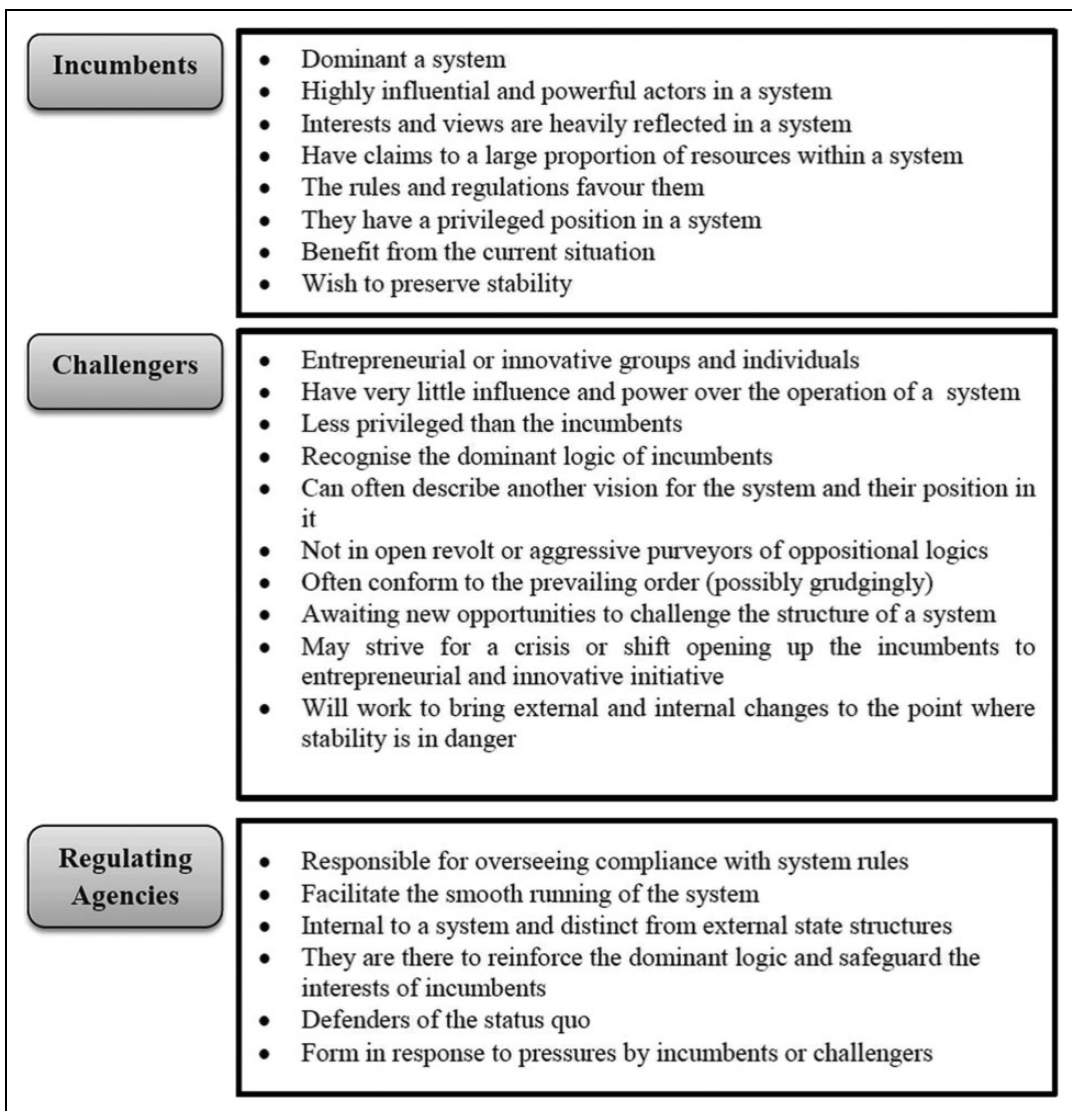 Incumbents
• Dominant a system
• Highly influential and powerful actors in a system
• Interests and views are heavily reflected in a system
• Have claims to a large proportion of resources within a system
• The rules and regulations favour them
• They have a privileged position in a system
• Benefit from the current situation
• Wish to preserve stability
Challengers
• Entrepreneurial or innovative groups and individuals
• Have very little influence and power over the operation of a system
• Less privileged than the incumbents
• Recognise the dominant logic of incumbents
• Can often describe another vision for the system and their position in
it
• Not in open revolt or aggressive purveyors of oppositional logics
• Often conform to the prevailing order (possibly grudgingly)
• Awaiting new opportunities to challenge the structure of a system
• May strive for a crisis or shift opening up the incumbents to
entrepreneurial and innovative initiative
• Will work to bring external and internal changes to the point where
stability is in danger
Regulating
Agencies
• Responsible for overseeing compliance with system rules
• Facilitate the smooth running of the system
• Internal to a system and distinct from external state structures
• They are there to reinforce the dominant logic and safeguard the
interests of incumbents
• Defenders of the status quo
• Form in response to pressures by incumbents or challengers